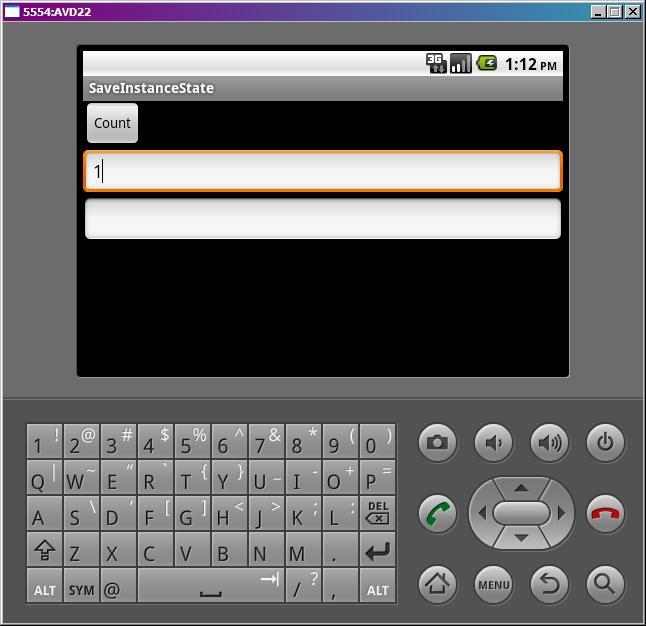 5554:AVD22
3G 1:12 PM
SaveInstanceState
Count
1
1 ! 2 @ 3 # 4 $ 5 % 6 ^ 7 & 8 * 9 ( 0 )
Q | W ~ E “ R ` T { Y } U _ I - O + P =
A S \ D ' F [ G ] H < J > K ; L : DEL
Z X C V B N M .
ALT SYM @ / ? , ALT
MENU